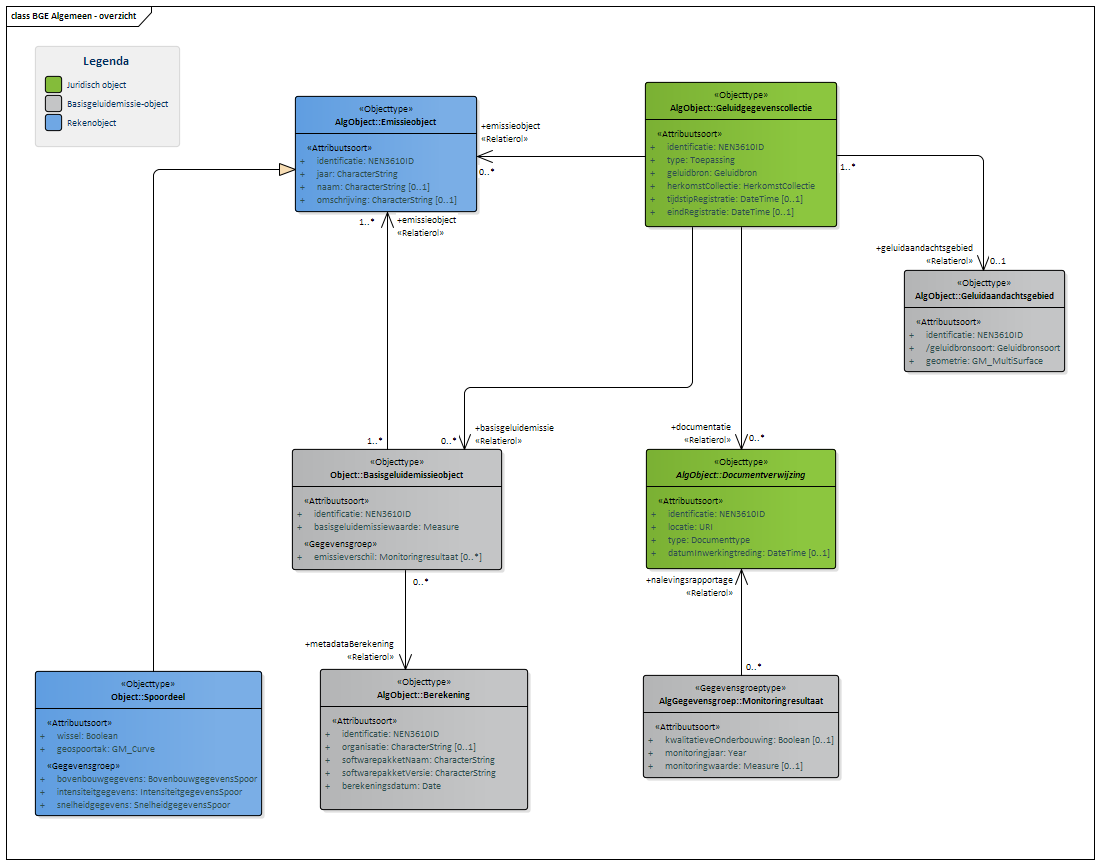 class BGE Algemeen - overzicht
Legenda
Juridisch object
Basisgeluidemissie-object
Rekenobject
«Objecttype»
AlgObject::Emissieobject
«Attribuutsoort»
+ identificatie: NEN3610ID
+ jaar: CharacterString
+ naam: CharacterString [0..1]
+ omschrijving: CharacterString [0..1]
+emissieobject
«Relatierol»
0..*
«Objecttype»
AlgObject::Geluidgegevenscollectie
«Attribuutsoort»
+ identificatie: NEN3610ID
+ type: Toepassing
+ geluidbron: Geluidbron
+ herkomstCollectie: HerkomstCollectie
+ tijdstipRegistratie: DateTime [0..1]
+ eindRegistratie: DateTime [0..1]
1..*
+geluidaandachtsgebied
«Relatierol»
0..1
«Objecttype»
AlgObject::Geluidaandachtsgebied
«Attribuutsoort»
+ identificatie: NEN3610ID
+ /geluidbronsoort: Geluidbronsoort
+ geometrie: GM_MultiSurface
1..*
+emissieobject
«Relatierol»
1..*
0..*
+basisgeluidemissie
«Relatierol»
+documentatie
«Relatierol»
0..*
«Objecttype»
Object::Basisgeluidemissieobject
«Attribuutsoort»
+ identificatie: NEN3610ID
+ basisgeluidemissiewaarde: Measure
«Gegevensgroep»
+ emissieverschil: Monitoringresultaat [0..*]
«Objecttype»
AlgObject::Documentverwijzing
«Attribuutsoort»
+ identificatie: NEN3610ID
+ locatie: URI
+ type: Documenttype
+ datumInwerkingtreding: DateTime [0..1]
0..*
+metadataBerekening
«Relatierol»
+nalevingsrapportage
«Relatierol»
0..*
«Objecttype»
Object::Spoordeel
«Attribuutsoort»
+ wissel: Boolean
+ geospoortak: GM_Curve
«Gegevensgroep»
+ bovenbouwgegevens: BovenbouwgegevensSpoor
+ intensiteitgegevens: IntensiteitgegevensSpoor
+ snelheidgegevens: SnelheidgegevensSpoor
«Objecttype»
AlgObject::Berekening
«Attribuutsoort»
+ identificatie: NEN3610ID
+ organisatie: CharacterString [0..1]
+ softwarepakketNaam: CharacterString
+ softwarepakketVersie: CharacterString
+ berekeningsdatum: Date
«Gegevensgroeptype»
AlgGegevensgroep::Monitoringresultaat
«Attribuutsoort»
+ kwalitatieveOnderbouwing: Boolean [0..1]
+ monitoringjaar: Year
+ monitoringwaarde: Measure [0..1]